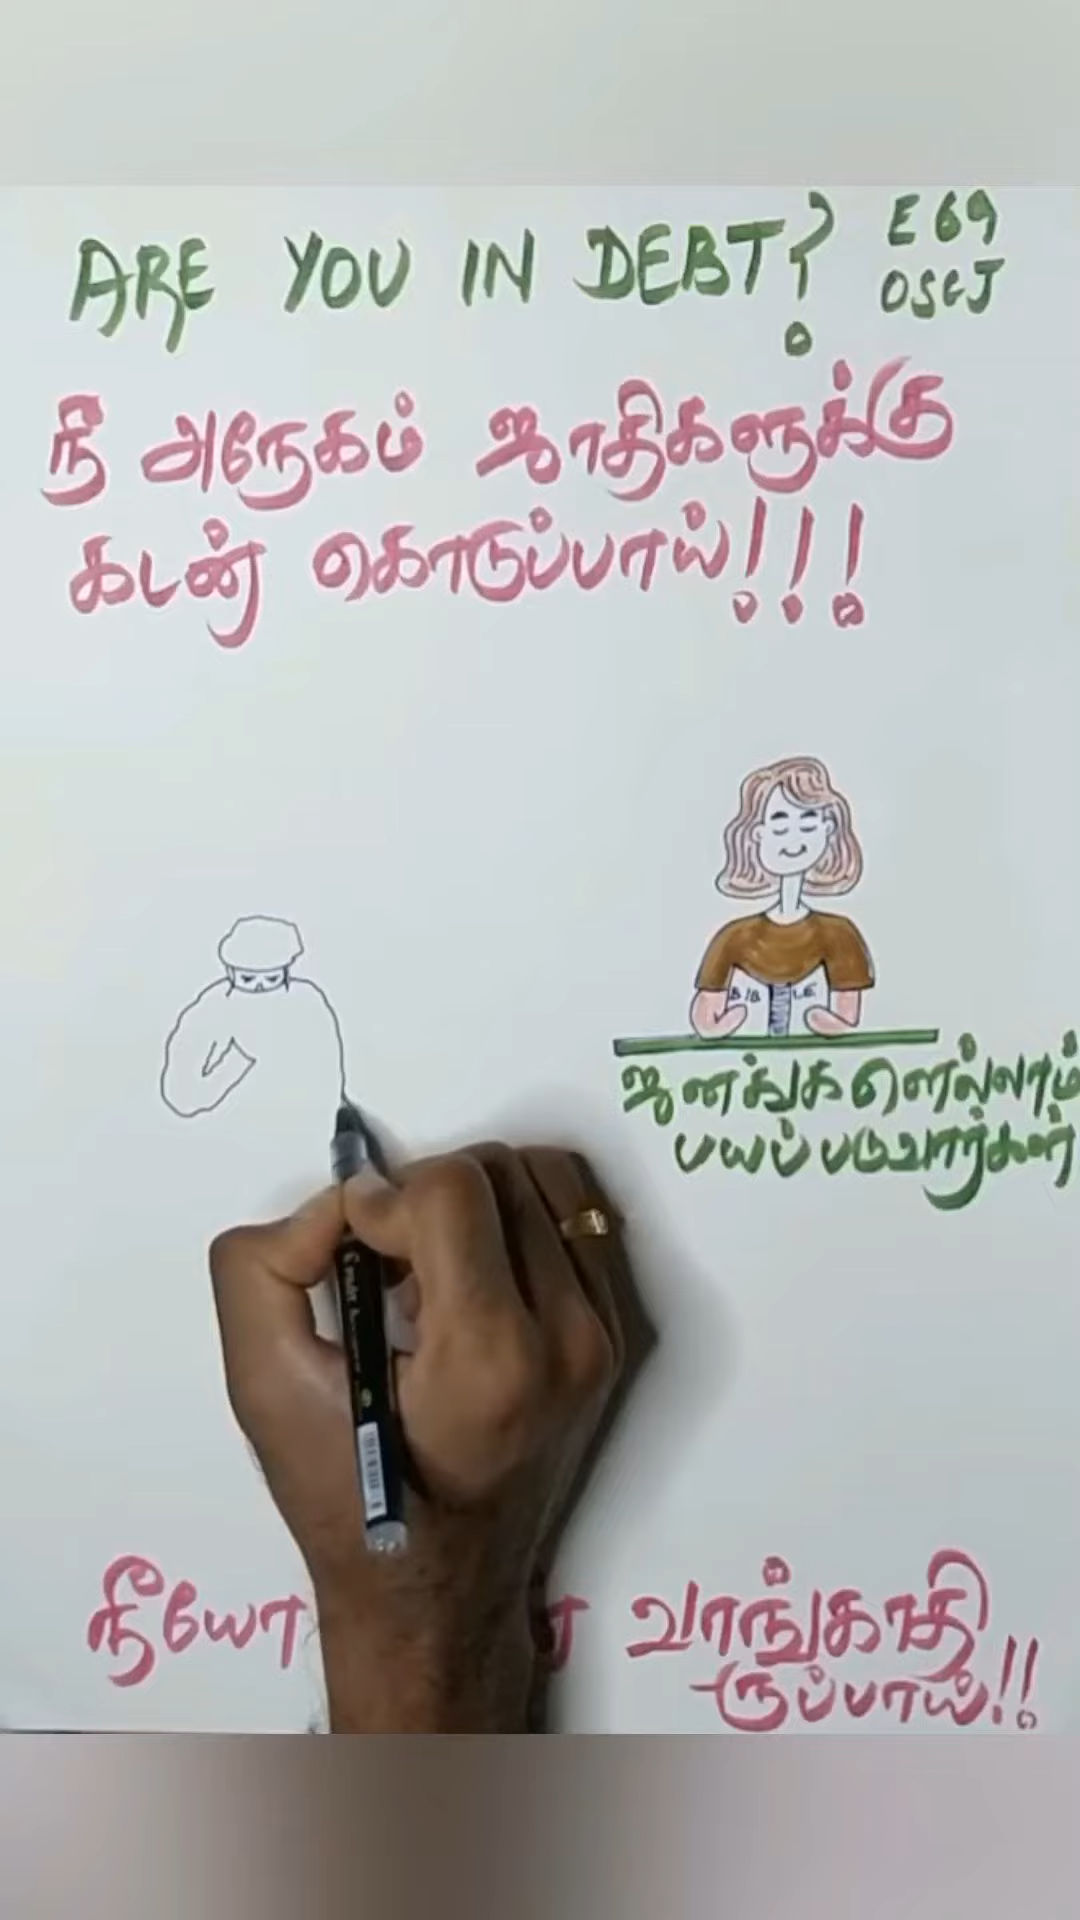 ARE YOU IN DEBT?
E69
OSCJ
நீ அநேகம் ஜாதிகளுக்கு
கடன் கொடுப்பாய்!!!
BIBLE
ஜனங்களெல்லாம்
பயப்படுவார்கள்
நீயோ வாங்காதி
ருப்பாய்!!